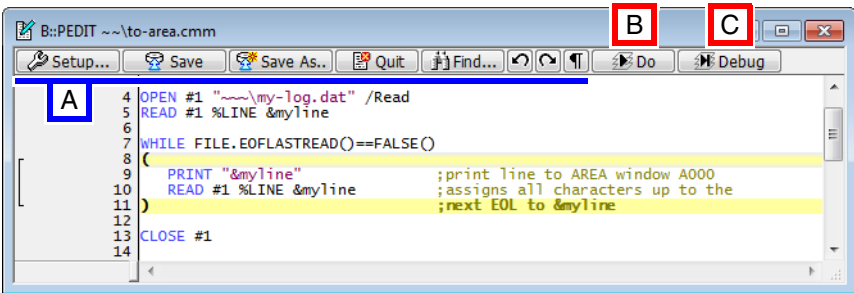 B::PEDIT ~~\to-area.cmm
B
C
Setup... Save Save As.. Quit Find... ¶ Do Debug
A
4 OPEN #1 "~~~\my-log.dat" /Read
5 READ #1 %LINE &myline
6
7 WHILE FILE.EOFLASTREAD()==FALSE()
8 (
9 PRINT "&myline" ;print line to AREA window A000
10 READ #1 %LINE &myline ;assigns all characters up to the
11 ) ;next EOL to &myline
12
13 CLOSE #1
14